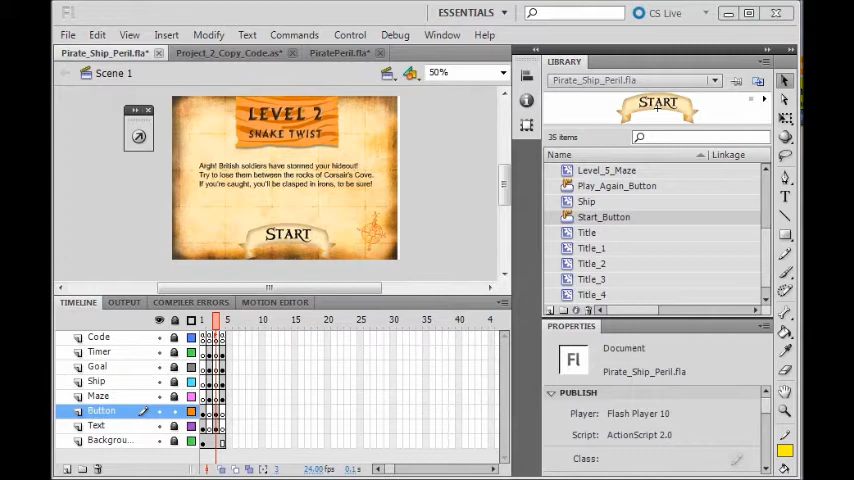 Fl
ESSENTIALS
CS Live
File Edit View Insert Modify Text Commands Control Debug Window Help
Pirate_Ship_Peril.fla* Project_2_Copy_Code.as* PiratePeril.fla*
Scene 1
50%
LEVEL 2
SNAKE TWIST
Argh! British soldiers have stormed your hideout!
Try to lose them between the rocks of Corsair's Cove.
If you're caught, you'll be clasped in irons, to be sure!
START
LIBRARY
Pirate_Ship_Peril.fla
START
35 items
Name Linkage
Level_5_Maze
Play_Again_Button
Ship
Start_Button
Title
Title_1
Title_2
Title_3
Title_4
TIMELINE OUTPUT COMPILER ERRORS MOTION EDITOR
1 5 10 15 20 25 30 35 4
Code
Timer
Goal
Ship
Maze
Button
Text
Backgrou...
3 24.00 fps 0.1 s
PROPERTIES
Fl
Document
Pirate_Ship_Peril.fla
PUBLISH
Player: Flash Player 10
Script: ActionScript 2.0
Class:
T